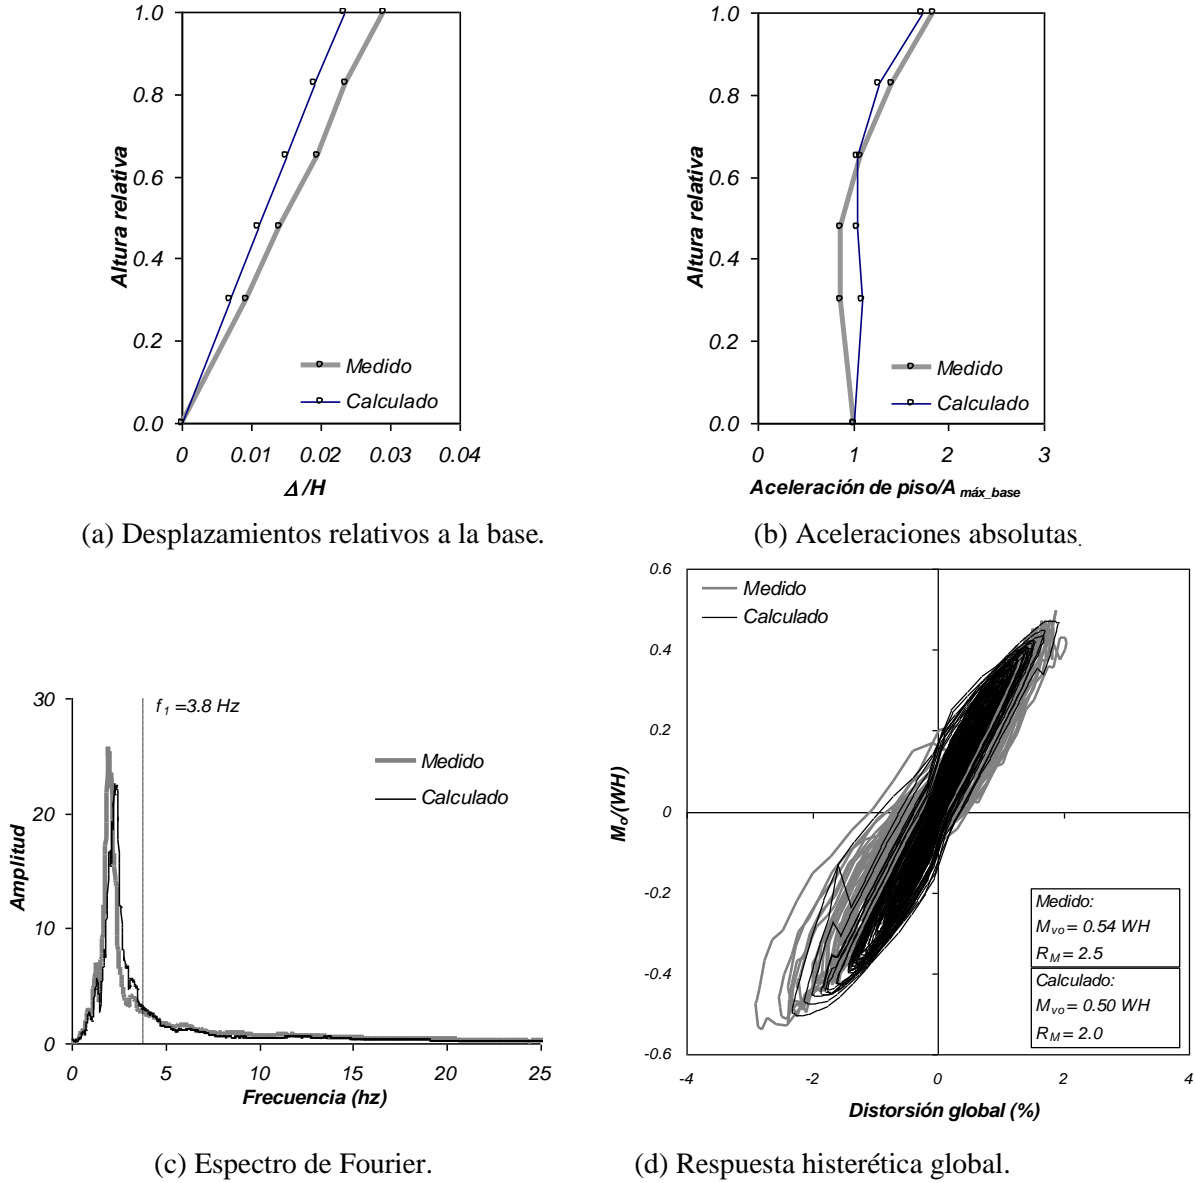 1.0
0.8
0.6
0.4
0.2
0.0
Altura relativa
Medido
Calculado
0 0.01 0.02 0.03 0.04
Δ/H
(a) Desplazamientos relativos a la base.
1.0
0.8
0.6
0.4
0.2
0.0
Altura relativa
Medido
Calculado
0 1 2 3
Aceleración de piso/A máx_base
(b) Aceleraciones absolutas.
30
20
10
0
Amplitud
f1 =3.8 Hz
Medido
Calculado
0 5 10 15 20 25
Frecuencia (hz)
(c) Espectro de Fourier.
0.6
0.4
0.2
0
-0.2
-0.4
-0.6
Mo/(WH)
Medido
Calculado
Medido:
Mvo = 0.54 WH
RM = 2.5
Calculado:
Mvo = 0.50 WH
RM = 2.0
-4 -2 0 2 4
Distorsión global (%)
(d) Respuesta histerética global.